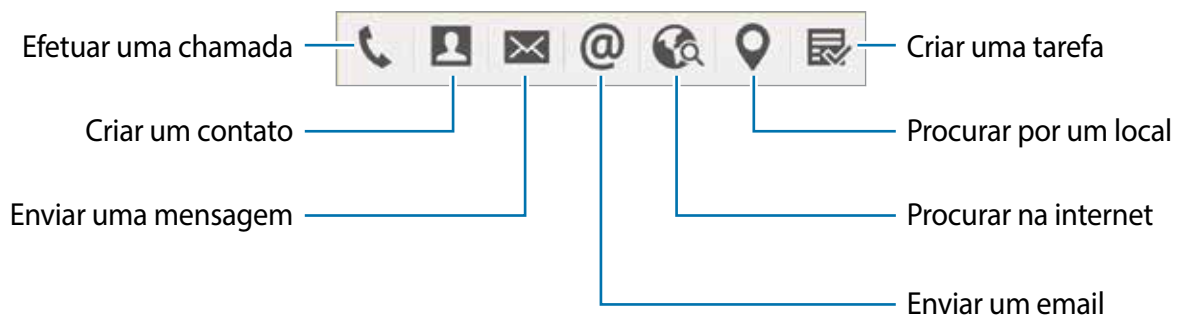 Efetuar uma chamada
Criar uma tarefa
Criar um contato
Procurar por um local
Enviar uma mensagem
Procurar na internet
Enviar um email